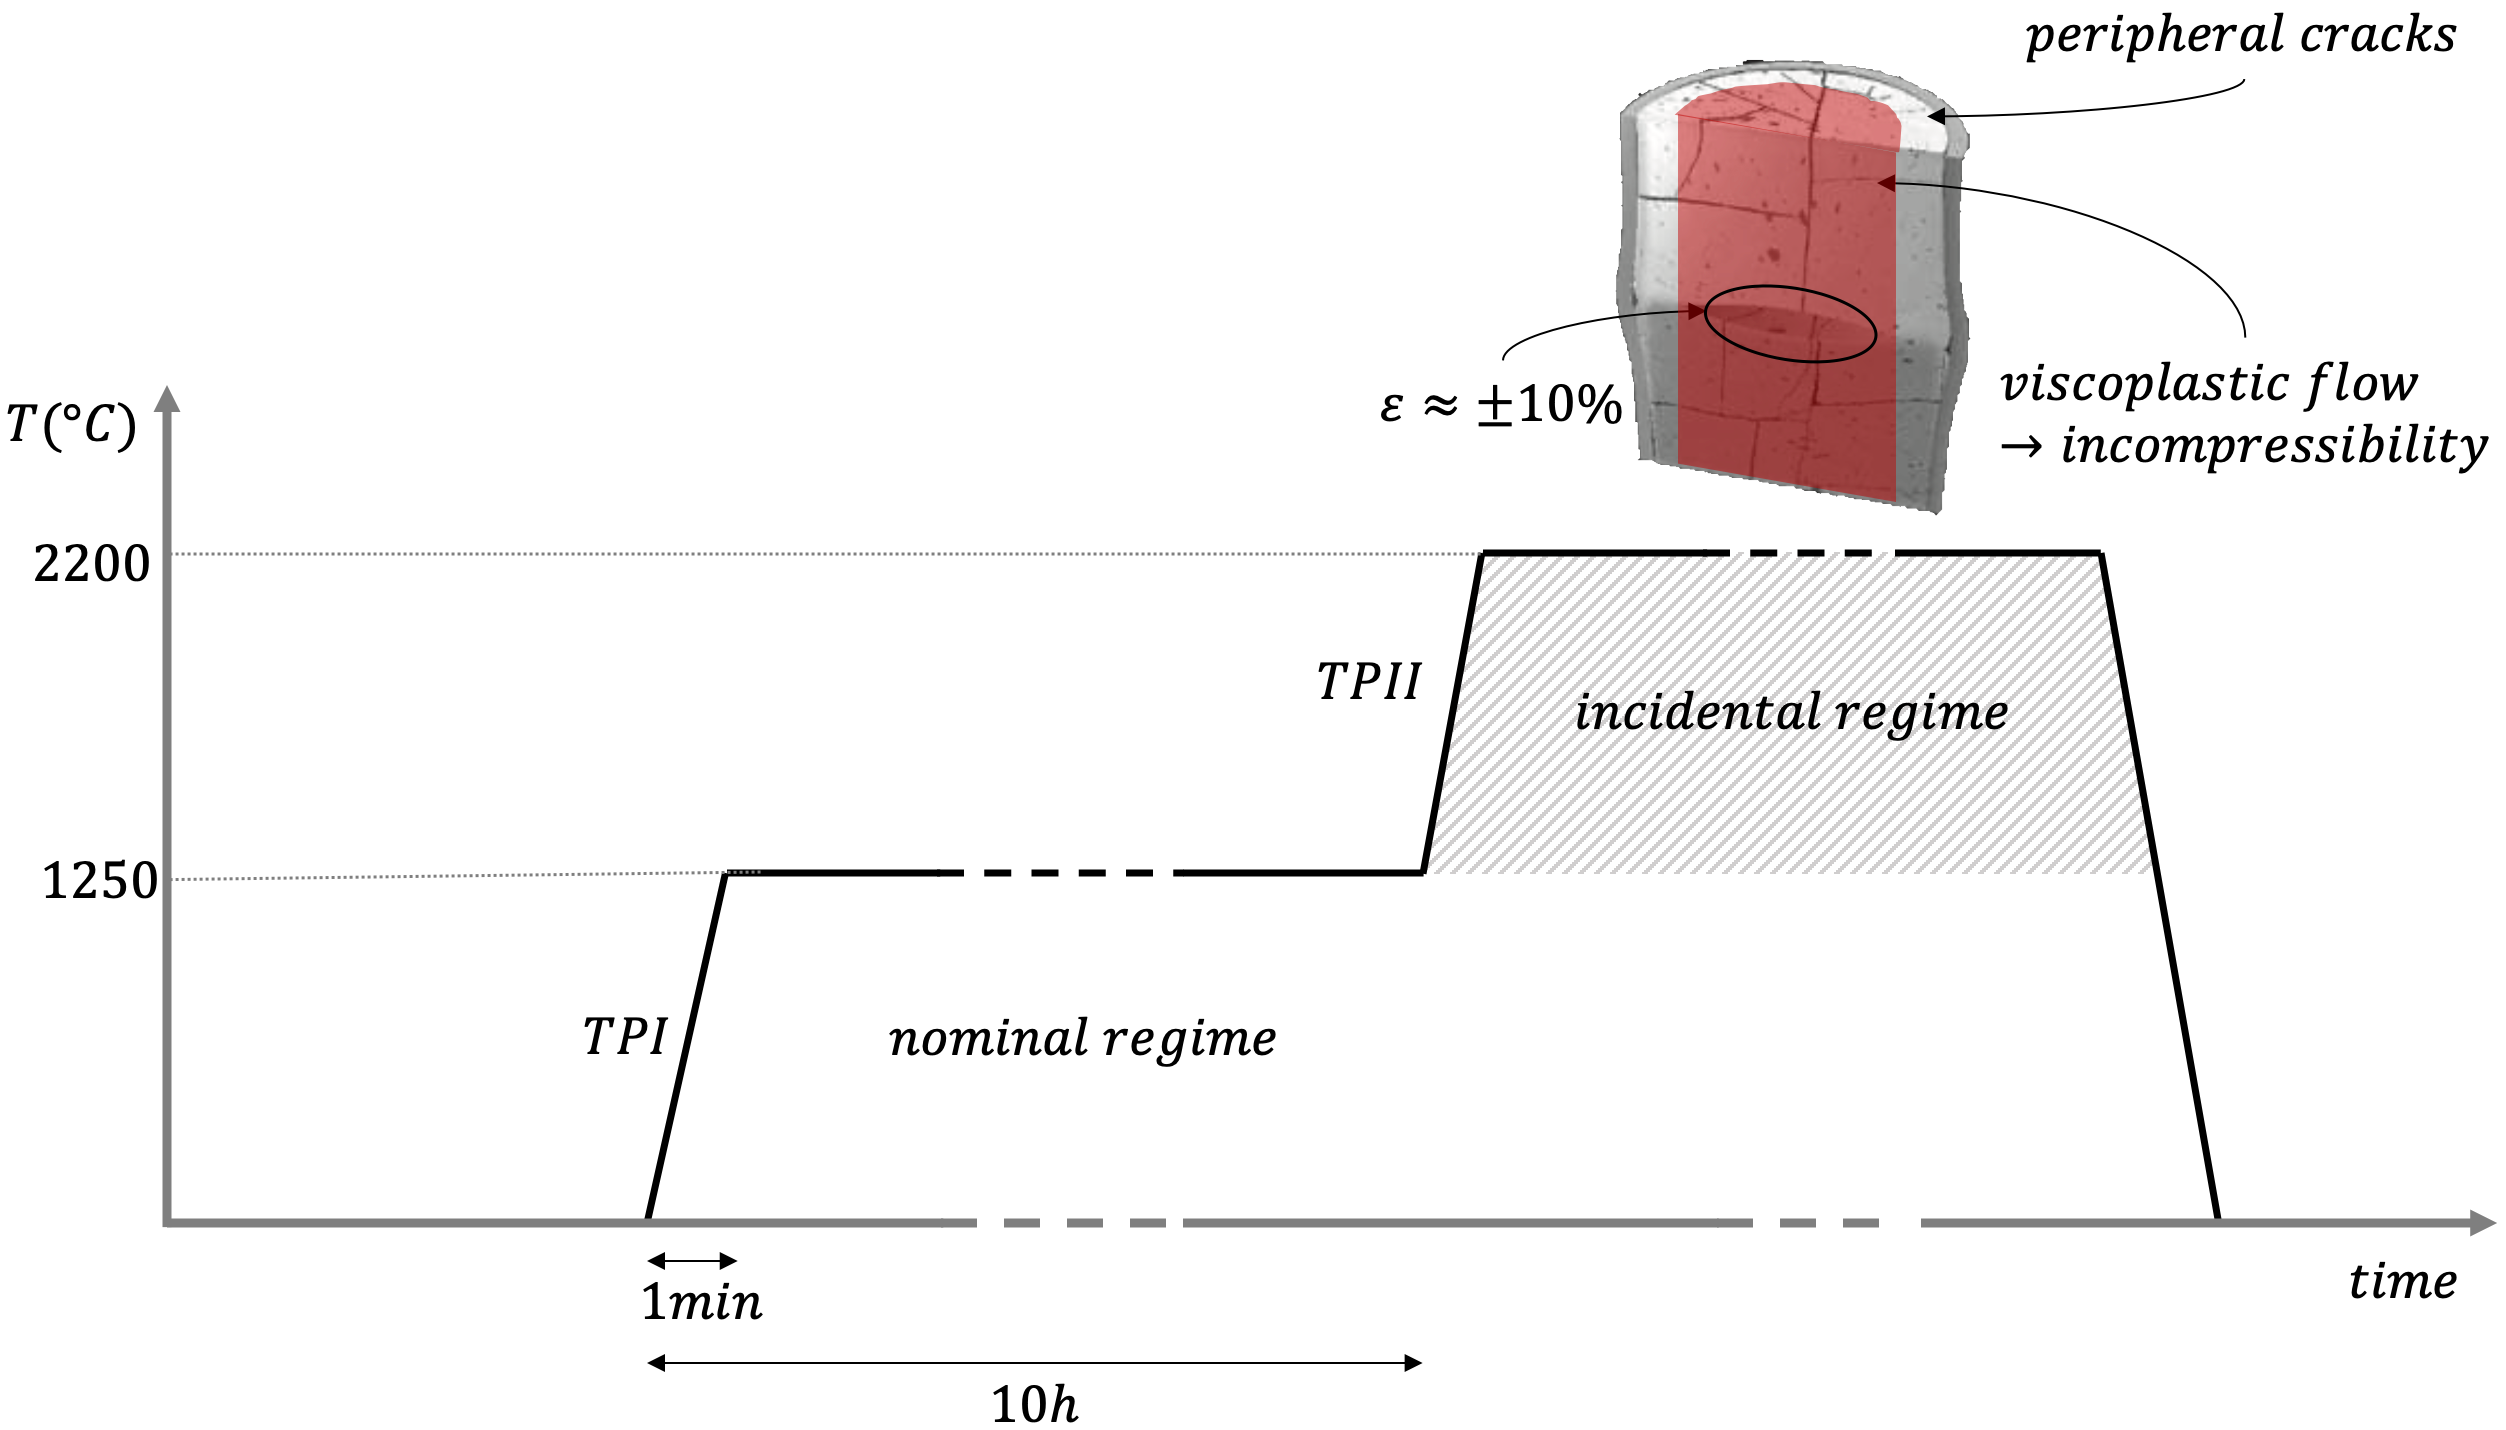 peripheral cracks
ε ≈ ±10%
viscoplastic flow
→ incompressibility
T(°C)
2200
TPII
incidental regime
1250
TPI
nominal regime
time
1min
10h